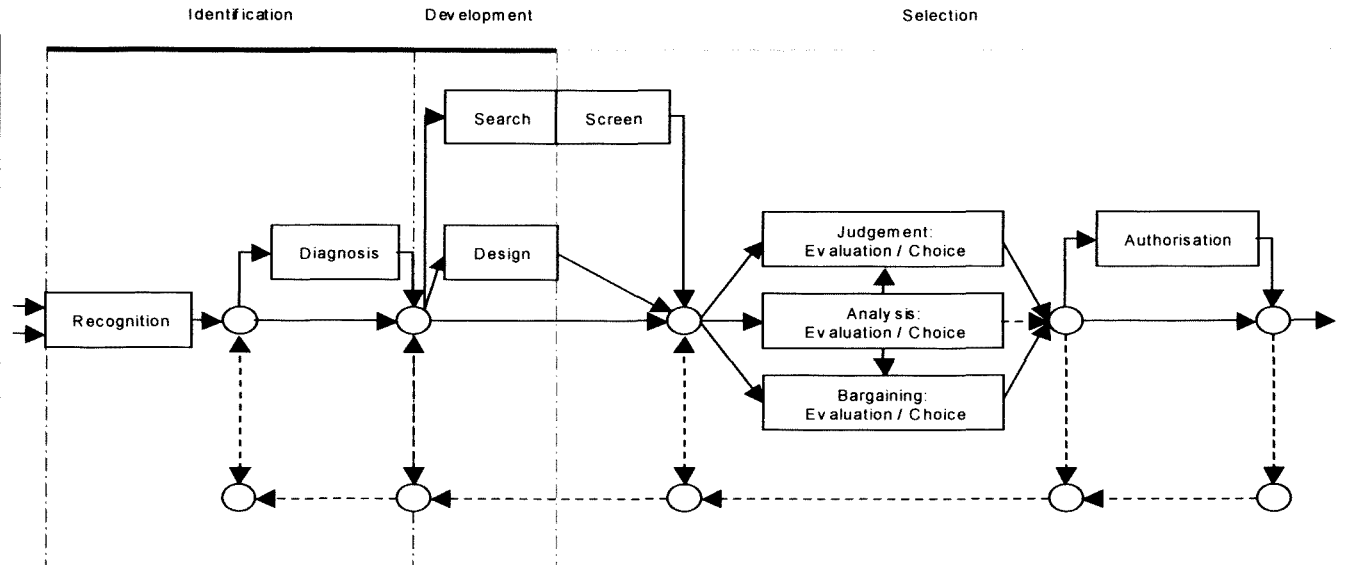 Identification
Development
Selection
Search
Screen
Diagnosis
Design
Judgement:
Evaluation / Choice
Authorisation
Recognition
Analysis:
Evaluation / Choice
Bargaining:
Evaluation / Choice